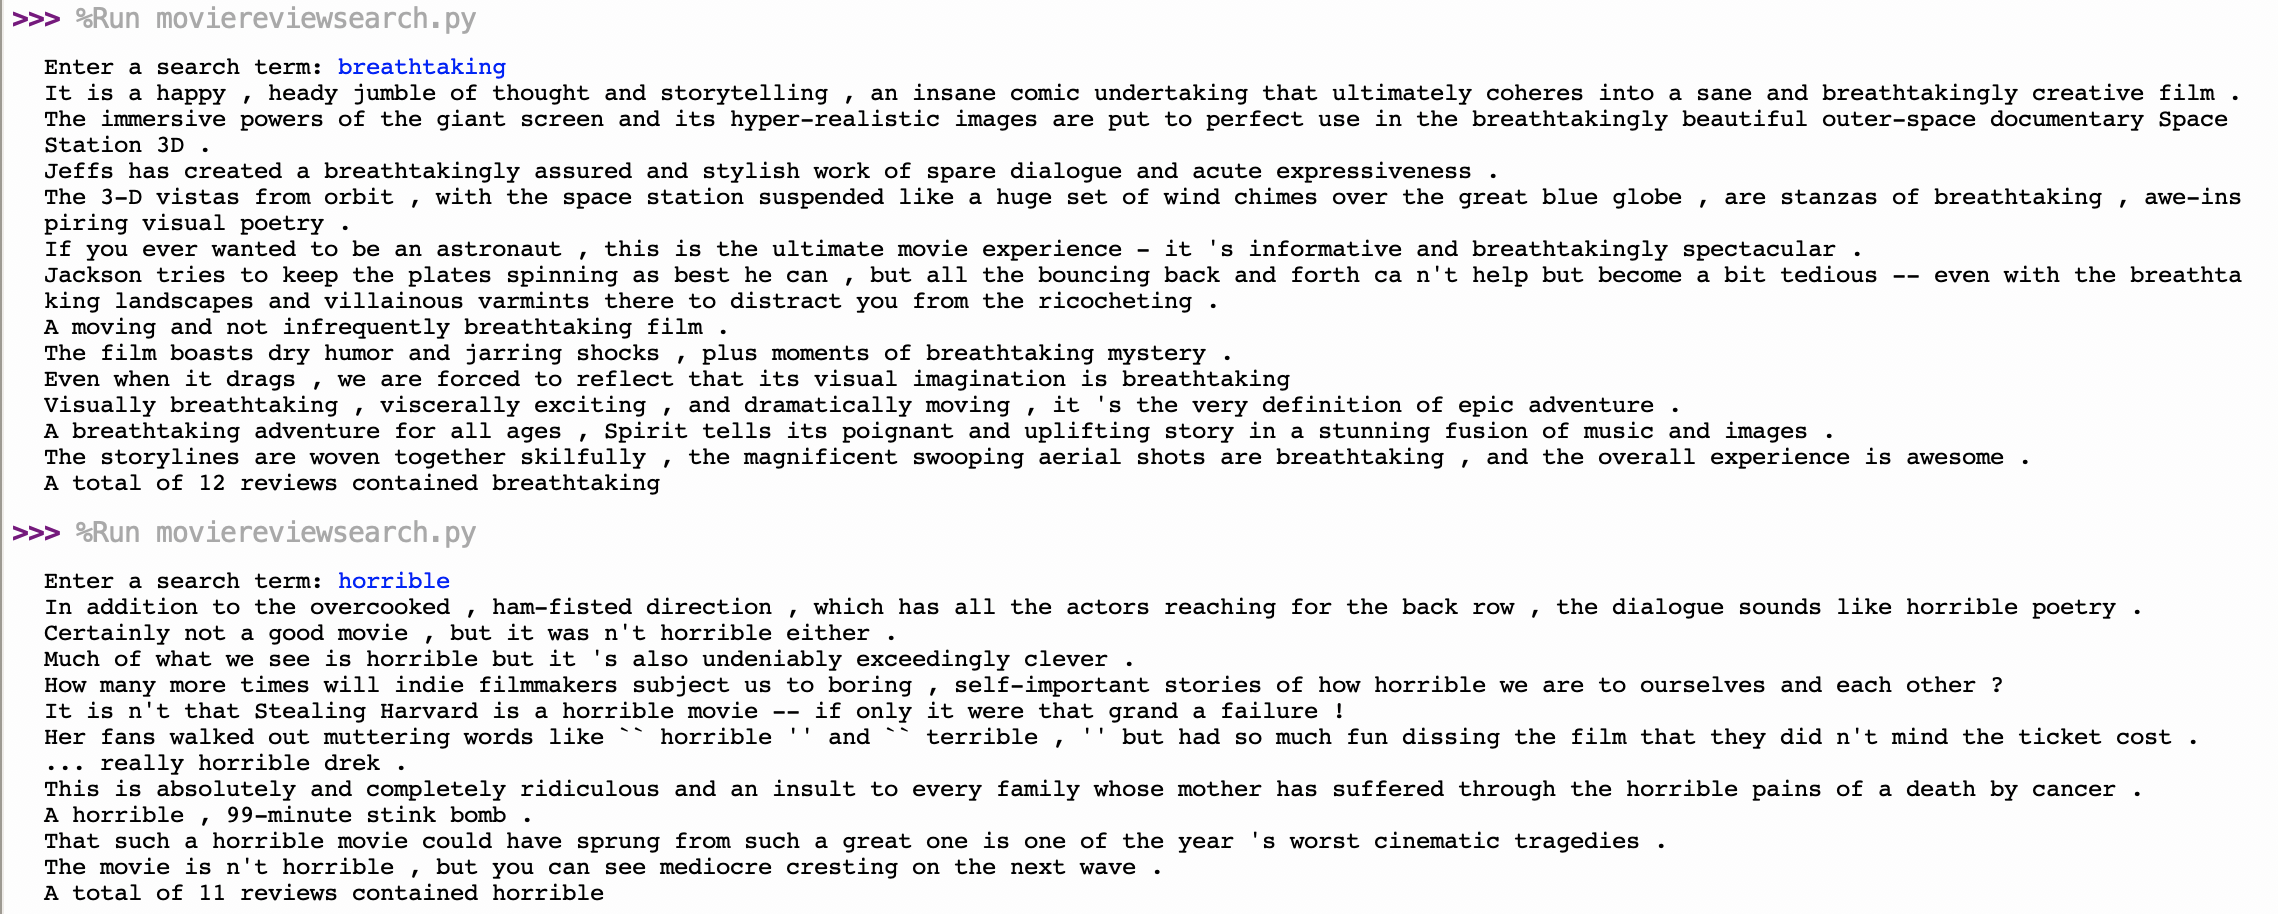 >>> %Run moviereviewsearch.py
Enter a search term: breathtaking
It is a happy , heady jumble of thought and storytelling , an insane comic undertaking that ultimately coheres into a sane and breathtakingly creative film .
The immersive powers of the giant screen and its hyper-realistic images are put to perfect use in the breathtakingly beautiful outer-space documentary Space
Station 3D .
Jeffs has created a breathtakingly assured and stylish work of spare dialogue and acute expressiveness .
The 3-D vistas from orbit , with the space station suspended like a huge set of wind chimes over the great blue globe , are stanzas of breathtaking , awe-ins
piring visual poetry .
If you ever wanted to be an astronaut , this is the ultimate movie experience - it 's informative and breathtakingly spectacular .
Jackson tries to keep the plates spinning as best he can , but all the bouncing back and forth ca n't help but become a bit tedious -- even with the breathta
king landscapes and villainous varmints there to distract you from the ricocheting .
A moving and not infrequently breathtaking film .
The film boasts dry humor and jarring shocks , plus moments of breathtaking mystery .
Even when it drags , we are forced to reflect that its visual imagination is breathtaking
Visually breathtaking , viscerally exciting , and dramatically moving , it 's the very definition of epic adventure .
A breathtaking adventure for all ages , Spirit tells its poignant and uplifting story in a stunning fusion of music and images .
The storylines are woven together skilfully , the magnificent swooping aerial shots are breathtaking , and the overall experience is awesome .
A total of 12 reviews contained breathtaking
>>> %Run moviereviewsearch.py
Enter a search term: horrible
In addition to the overcooked , ham-fisted direction , which has all the actors reaching for the back row , the dialogue sounds like horrible poetry .
Certainly not a good movie , but it was n't horrible either .
Much of what we see is horrible but it 's also undeniably exceedingly clever .
How many more times will indie filmmakers subject us to boring , self-important stories of how horrible we are to ourselves and each other ?
It is n't that Stealing Harvard is a horrible movie -- if only it were that grand a failure !
Her fans walked out muttering words like `` horrible '' and `` terrible , '' but had so much fun dissing the film that they did n't mind the ticket cost .
... really horrible drek .
This is absolutely and completely ridiculous and an insult to every family whose mother has suffered through the horrible pains of a death by cancer .
A horrible , 99-minute stink bomb .
That such a horrible movie could have sprung from such a great one is one of the year 's worst cinematic tragedies .
The movie is n't horrible , but you can see mediocre cresting on the next wave .
A total of 11 reviews contained horrible